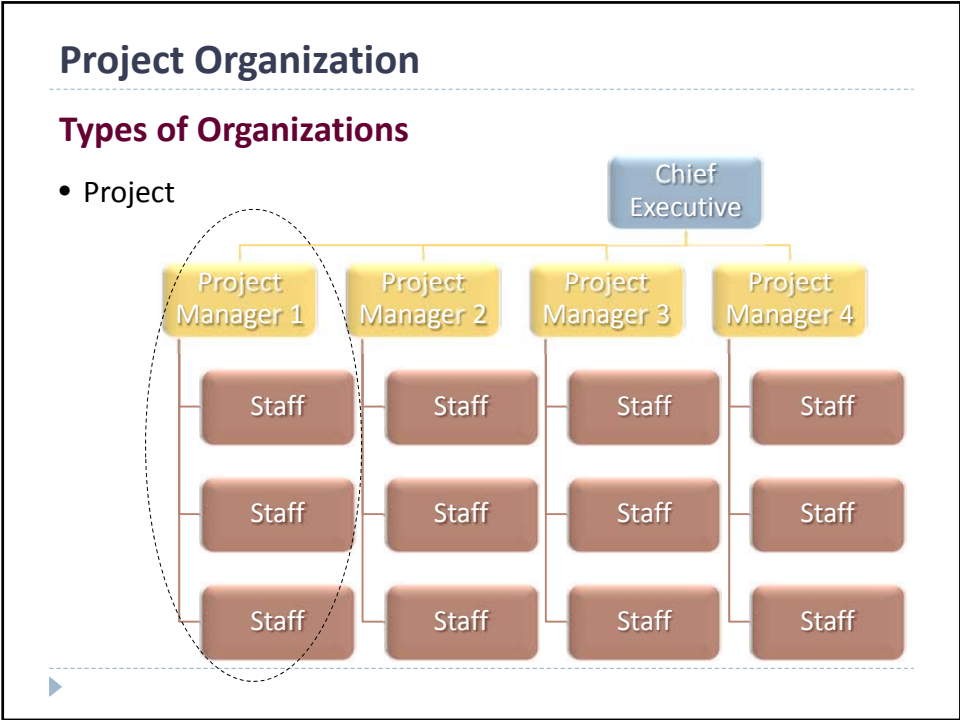 Project Organization
Types of Organizations
• Project
Chief
Executive
Project
Manager 1
Project
Manager 2
Project
Manager 3
Project
Manager 4
Staff
Staff
Staff
Staff
Staff
Staff
Staff
Staff
Staff
Staff
Staff
Staff